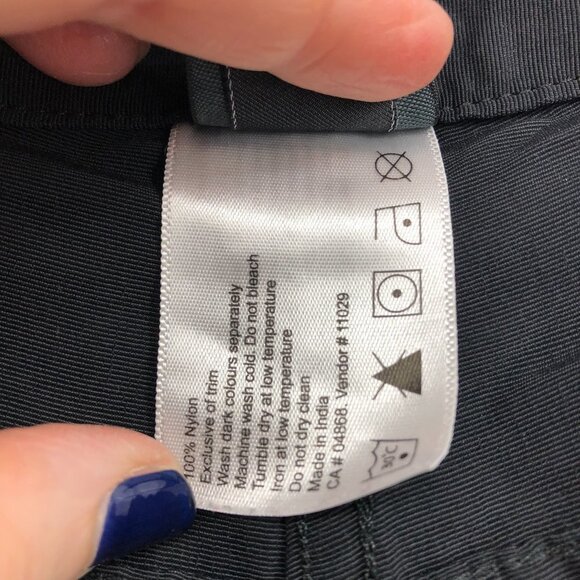 100% Nylon
Exclusive of trim
Wash dark colours separately
Machine wash cold. Do not bleach
Tumble dry at low temperature
Iron at low temperature
Do not dry clean
Made in India
CA # 04868, Vendor # 11029
30°C